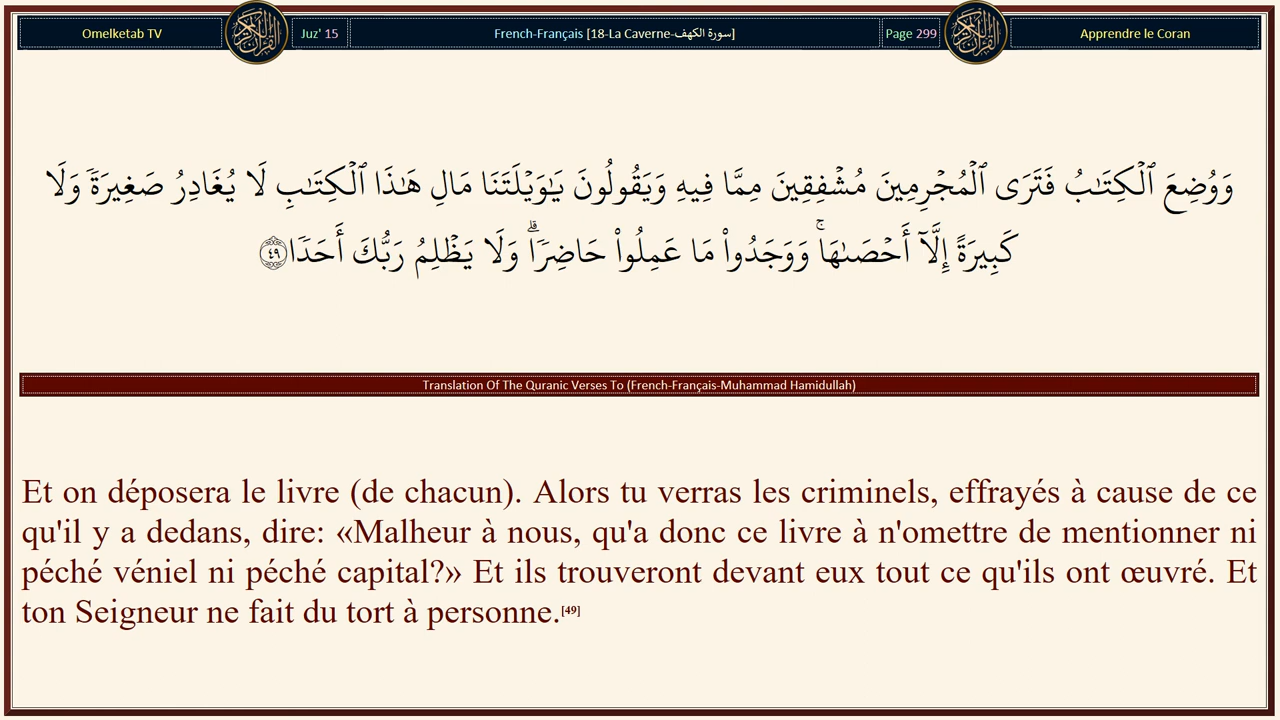 Omelketab TV
Juz' 15
French-Français [18-La Caverne-سورة الكهف]
Page 299
Apprendre le Coran
وَوُضِعَ ٱلْكِتَٰبُ فَتَرَى ٱلْمُجْرِمِينَ مُشْفِقِينَ مِمَّا فِيهِ وَيَقُولُونَ يَٰوَيْلَتَنَا مَالِ هَٰذَا ٱلْكِتَٰبِ لَا يُغَادِرُ صَغِيرَةً وَلَا
كَبِيرَةً إِلَّآ أَحْصَىٰهَا ۚ وَوَجَدُوا۟ مَا عَمِلُوا۟ حَاضِرًا ۗ وَلَا يَظْلِمُ رَبُّكَ أَحَدًا ٤٩
Translation Of The Quranic Verses To (French-Français-Muhammad Hamidullah)
Et on déposera le livre (de chacun). Alors tu verras les criminels, effrayés à cause de ce
qu'il y a dedans, dire: «Malheur à nous, qu'a donc ce livre à n'omettre de mentionner ni
péché véniel ni péché capital?» Et ils trouveront devant eux tout ce qu'ils ont œuvré. Et
ton Seigneur ne fait du tort à personne.[49]